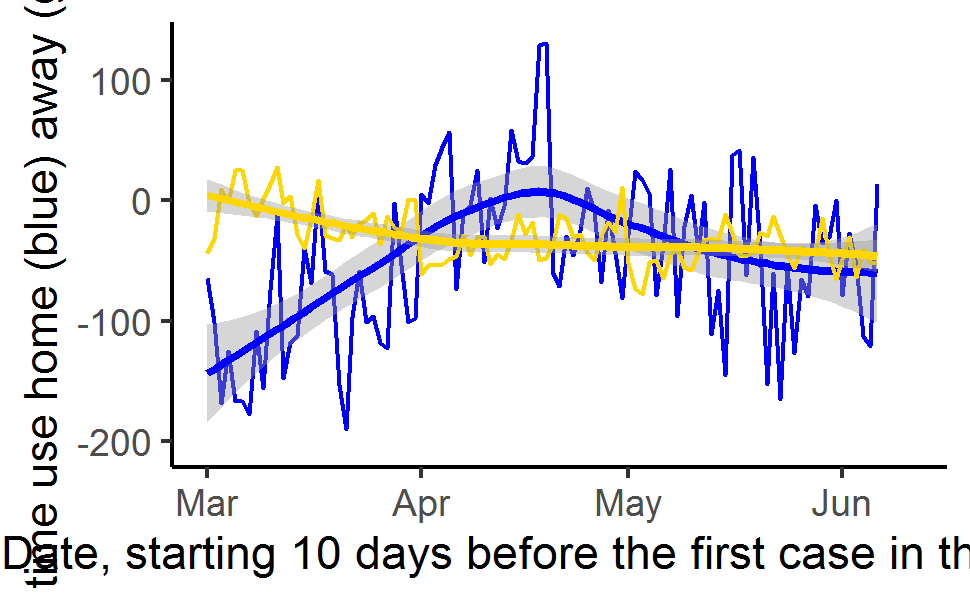 time use home (blue) away (
100
0
-100
-200
Mar Apr May Jun
Date, starting 10 days before the first case in th